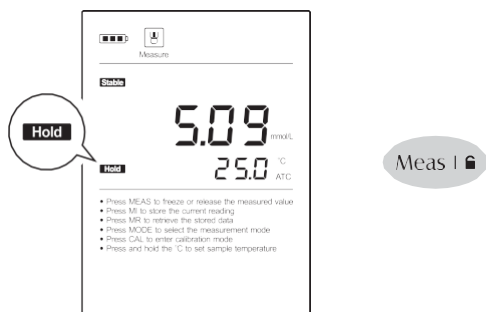 Measure
Stable
5.09 mmol/L
Hold
Hold
25.0 °C
ATC
• Press MEAS to freeze or release the measured value
• Press MI to store the current reading
• Press MR to retrieve the stored data
• Press MODE to select the measurement mode
• Press CAL to enter calibration mode
• Press and hold the °C to set sample temperature
Meas |